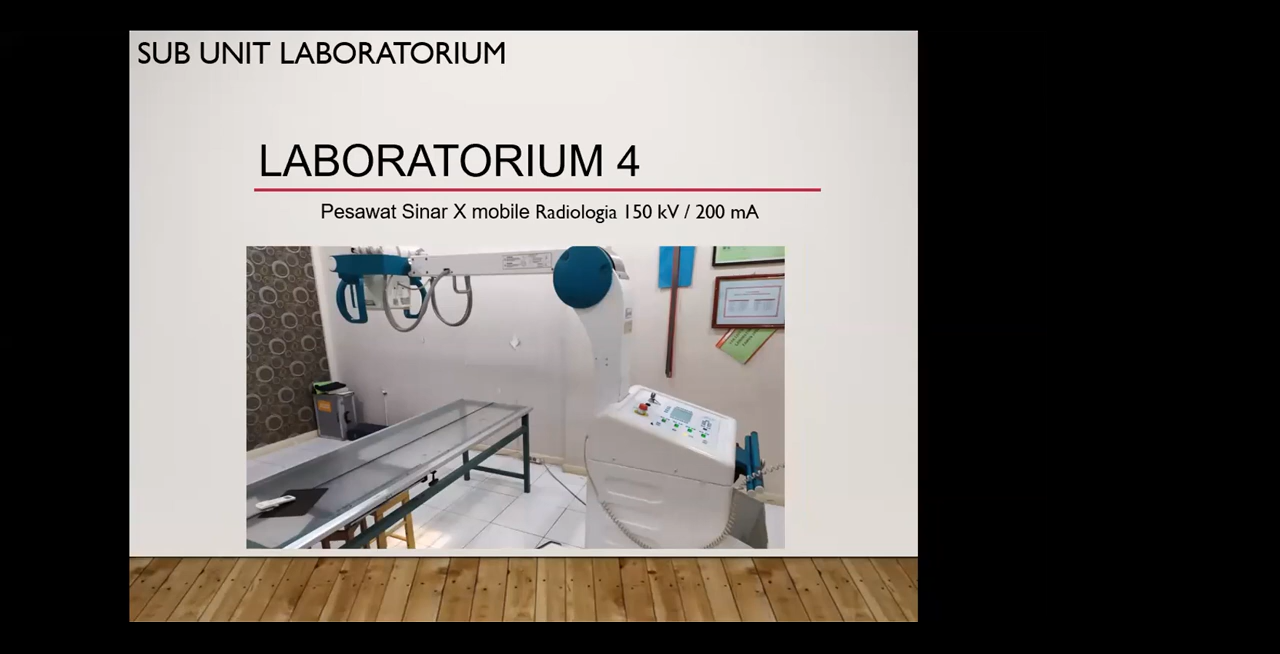 SUB UNIT LABORATORIUM
LABORATORIUM 4
Pesawat Sinar X mobile Radiologia 150 kV / 200 mA